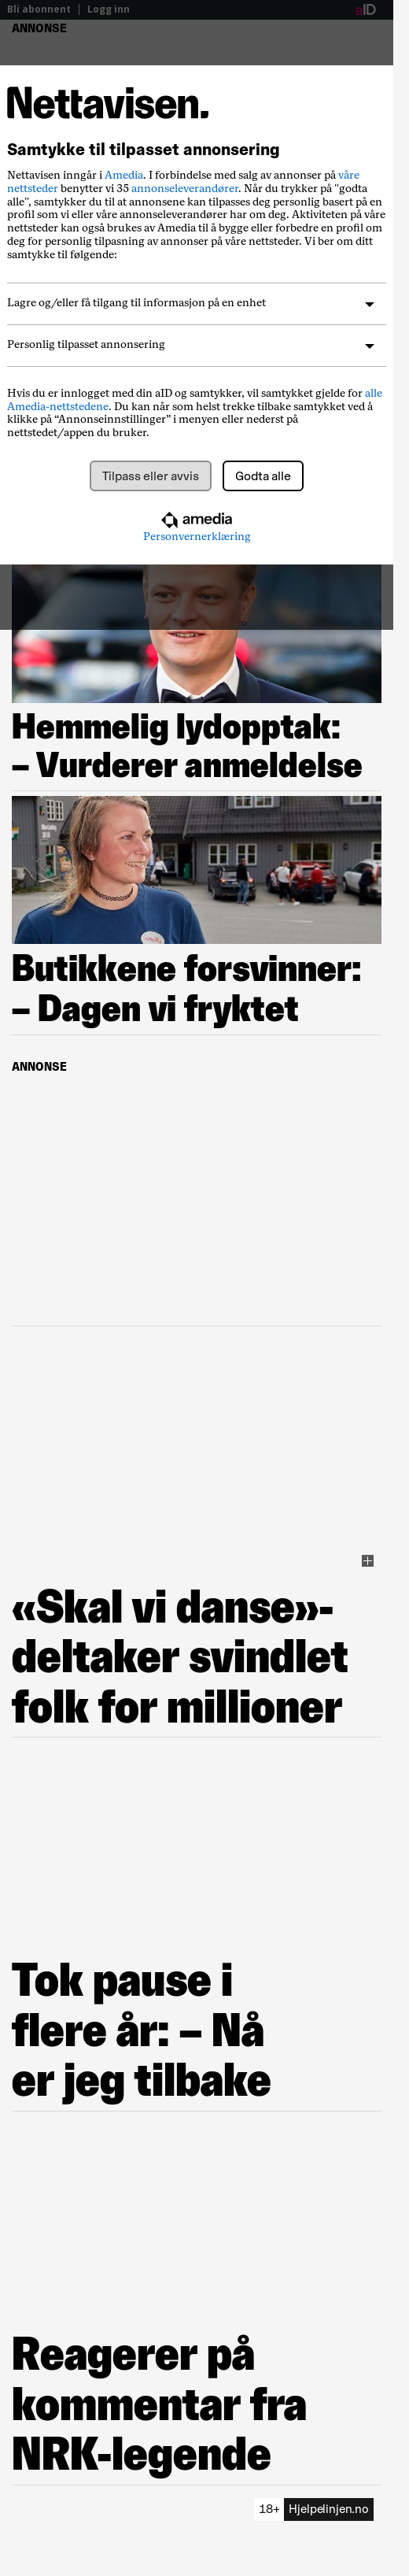 Bli abonnent | Logg inn
aID
ANNONSE
Nettavisen.
Samtykke til tilpasset annonsering
Nettavisen inngår i Amedia. I forbindelse med salg av annonser på våre
nettsteder benytter vi 35 annonseleverandører. Når du trykker på "godta
alle", samtykker du til at annonsene kan tilpasses deg personlig basert på en
profil som vi eller våre annonseleverandører har om deg. Aktiviteten på våre
nettsteder kan også brukes av Amedia til å bygge eller forbedre en profil om
deg for personlig tilpasning av annonser på våre nettsteder. Vi ber om ditt
samtykke til følgende:
Lagre og/eller få tilgang til informasjon på en enhet
Personlig tilpasset annonsering
Hvis du er innlogget med din aID og samtykker, vil samtykket gjelde for alle
Amedia-nettstedene. Du kan når som helst trekke tilbake samtykket ved å
klikke på “Annonseinnstillinger” i menyen eller nederst på
nettstedet/appen du bruker.
Tilpass eller avvis
Godta alle
amedia
Personvernerklæring
Hemmelig lydopptak:
– Vurderer anmeldelse
Butikkene forsvinner:
– Dagen vi fryktet
ANNONSE
«Skal vi danse»-
deltaker svindlet
folk for millioner
Tok pause i
flere år: – Nå
er jeg tilbake
Reagerer på
kommentar fra
NRK-legende
18+ Hjelpelinjen.no